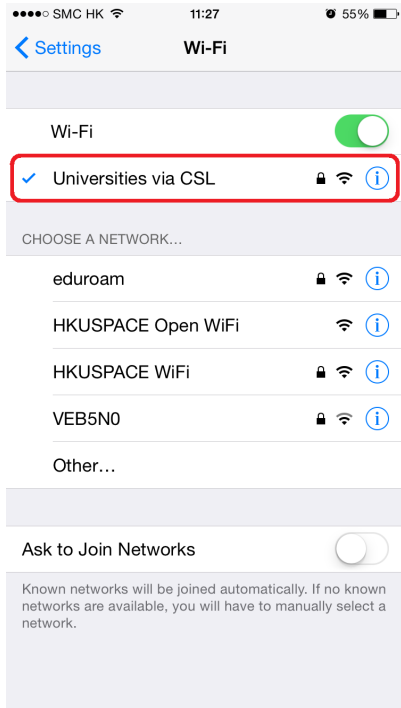 SMC HK 11:27 55%
Settings Wi-Fi
Wi-Fi
Universities via CSL
CHOOSE A NETWORK...
eduroam
HKUSPACE Open WiFi
HKUSPACE WiFi
VEB5N0
Other...
Ask to Join Networks
Known networks will be joined automatically. If no known
networks are available, you will have to manually select a
network.